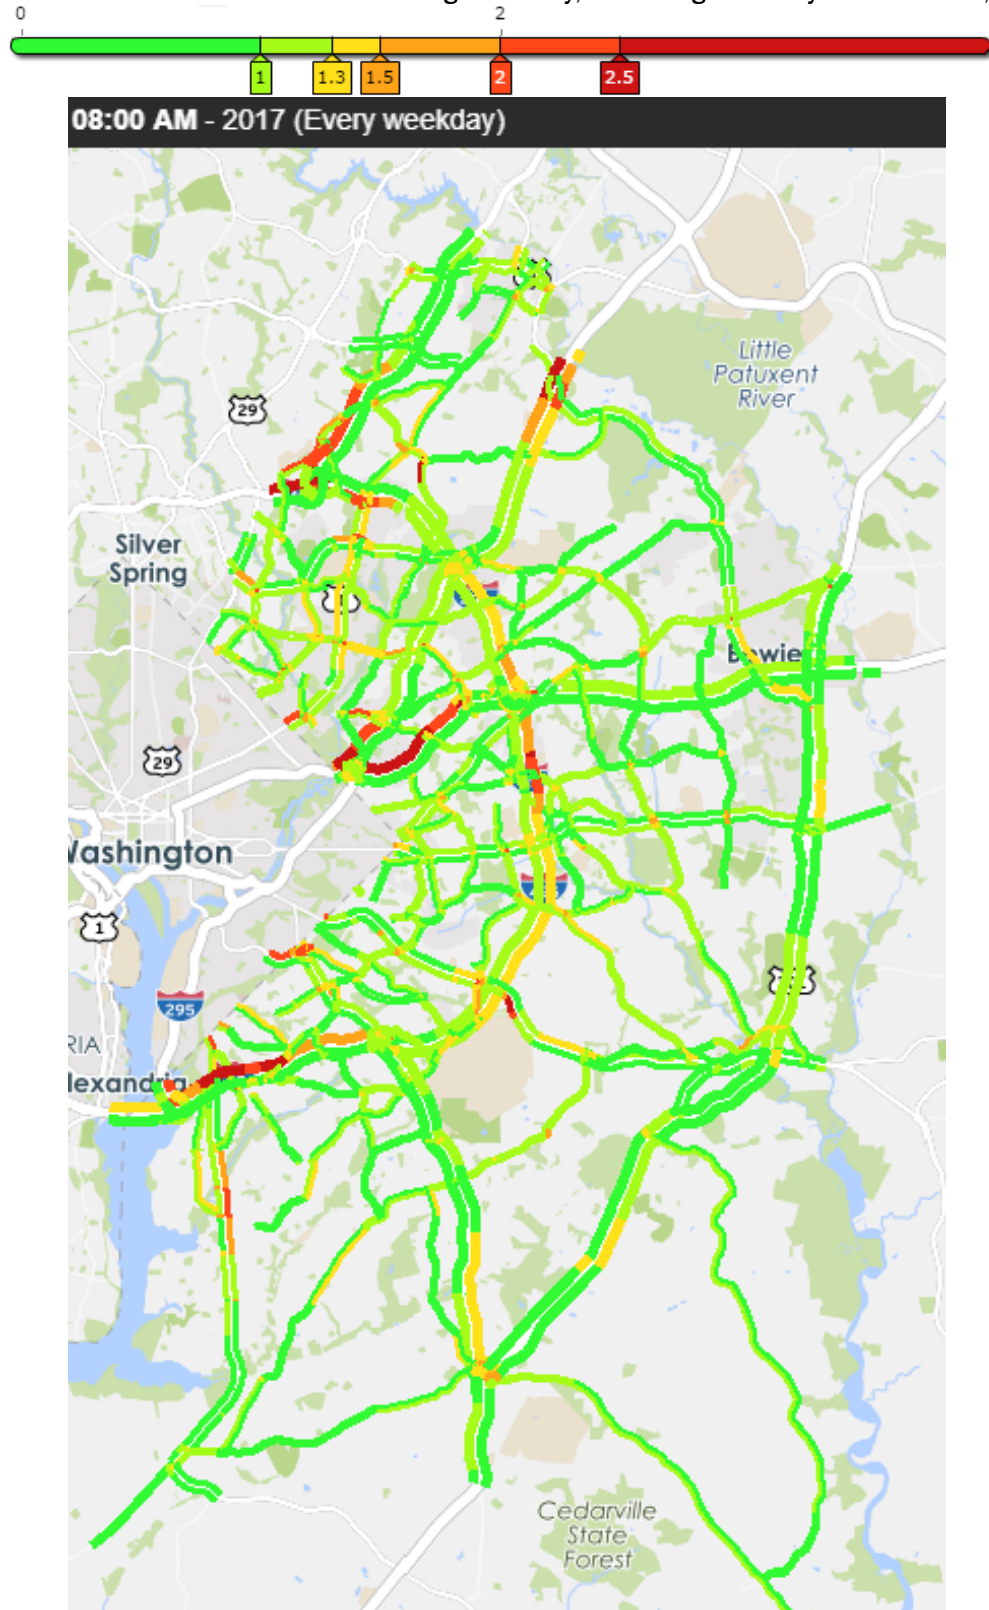 0 2
1 1.3 1.5 2 2.5
08:00 AM - 2017 (Every weekday)
Little
Patuxent
River
29
Silver
Spring
Bowie
29
Washington
1
295
RIA
lexandria
Cedarville
State
Forest